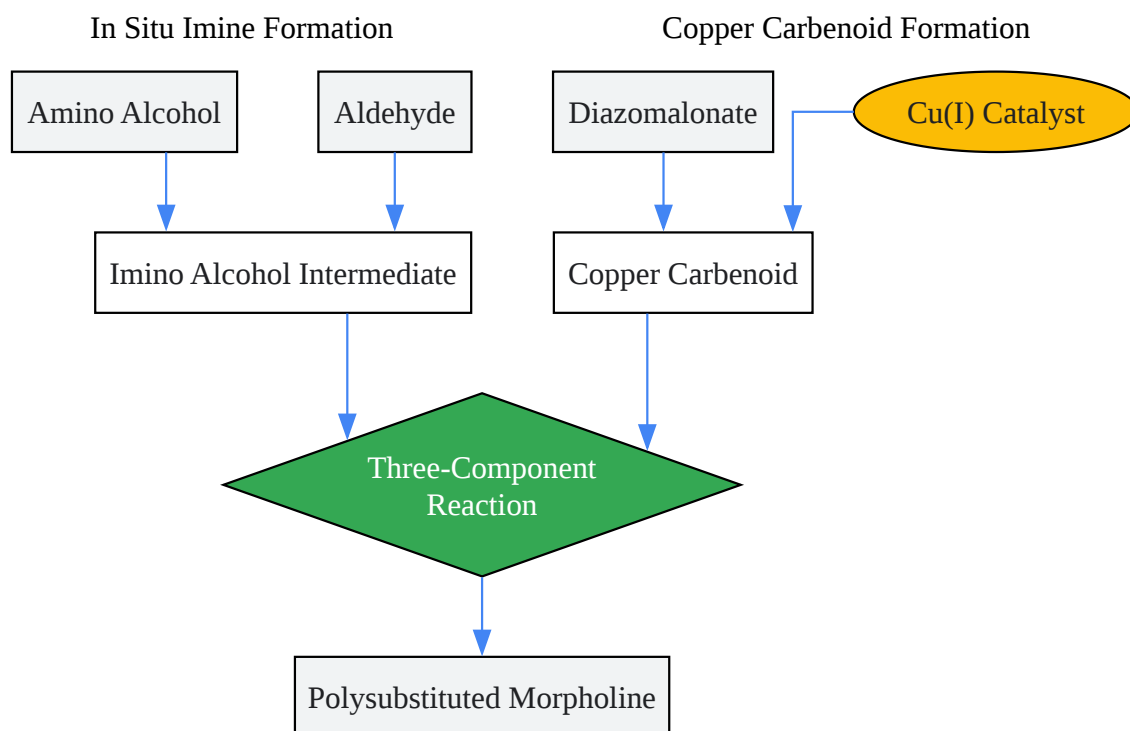 In Situ Imine Formation
Copper Carbenoid Formation
Amino Alcohol
Aldehyde
Diazomalonate
Cu(I) Catalyst
Imino Alcohol Intermediate
Copper Carbenoid
Three-Component
Reaction
Polysubstituted Morpholine